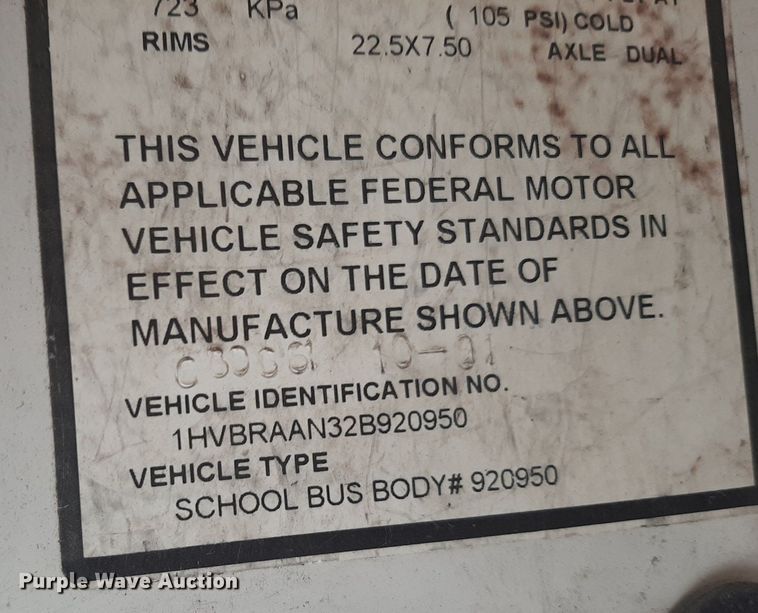 723 KPa ( 105 PSI) COLD
RIMS 22.5X7.50 AXLE DUAL
THIS VEHICLE CONFORMS TO ALL
APPLICABLE FEDERAL MOTOR
VEHICLE SAFETY STANDARDS IN
EFFECT ON THE DATE OF
MANUFACTURE SHOWN ABOVE.
10-01
VEHICLE IDENTIFICATION NO.
1HVBRAAN32B920950
VEHICLE TYPE
SCHOOL BUS BODY# 920950
Purple Wave Auction